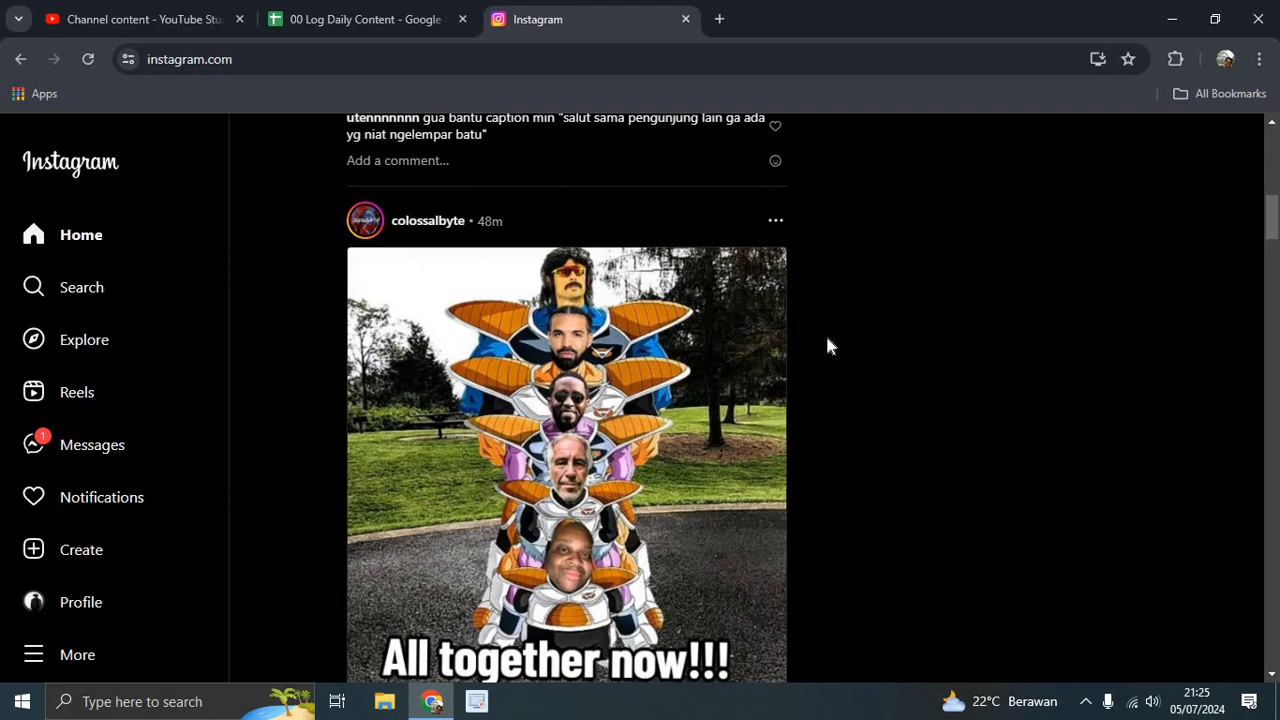 Channel content - YouTube Stu
00 Log Daily Content - Google
Instagram
instagram.com
Apps
All Bookmarks
Instagram
Home
Search
Explore
Reels
1
Messages
Notifications
Create
Profile
More
utennnnnnn gua bantu caption min "salut sama pengunjung lain ga ada
yg niat ngelempar batu"
Add a comment...
colossalbyte • 48m
All together now!!!
Type here to search
22°C Berawan
21:25
05/07/2024